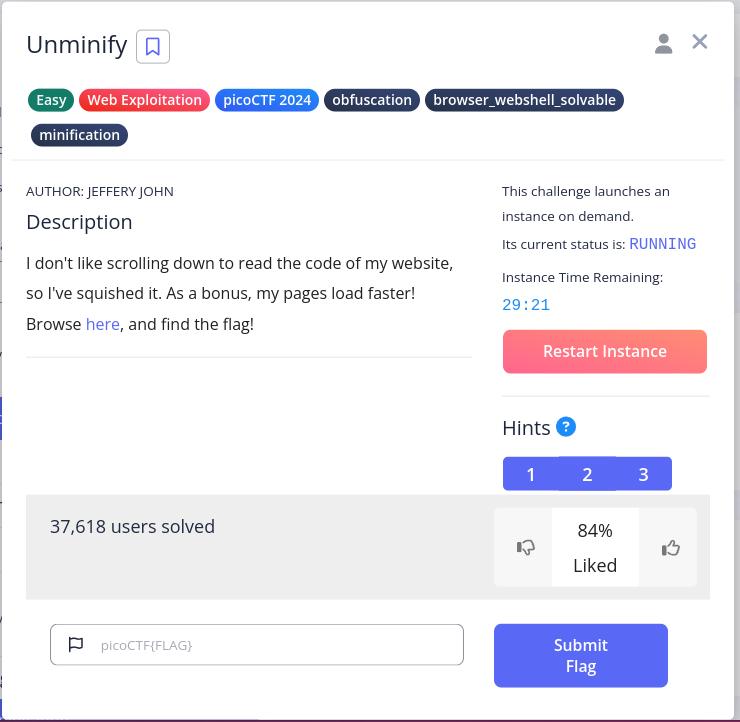 Unminify
Easy Web Exploitation picoCTF 2024 obfuscation browser_webshell_solvable
minification
AUTHOR: JEFFERY JOHN
Description
I don't like scrolling down to read the code of my website,
so I've squished it. As a bonus, my pages load faster!
Browse here, and find the flag!
This challenge launches an
instance on demand.
Its current status is: RUNNING
Instance Time Remaining:
29:21
Restart Instance
Hints ?
1 2 3
37,618 users solved
84%
Liked
picoCTF{FLAG}
Submit
Flag